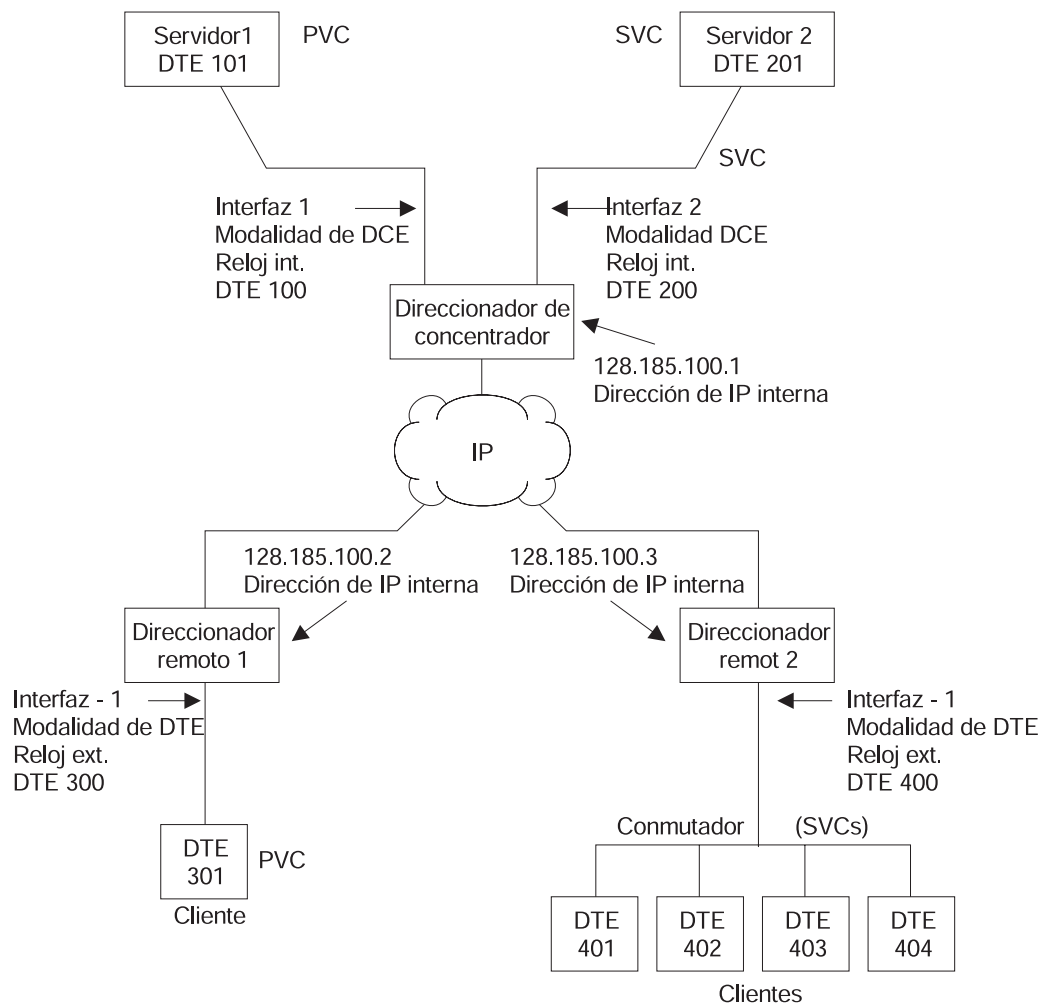 Servidor1
DTE 101
PVC
SVC
Servidor 2
DTE 201
SVC
Interfaz 1
Modalidad de DCE
Reloj int.
DTE 100
Interfaz 2
Modalidad DCE
Reloj int.
DTE 200
Direccionador de
concentrador
128.185.100.1
Dirección de IP interna
IP
128.185.100.2
Dirección de IP interna
128.185.100.3
Dirección de IP interna
Direccionador
remoto 1
Direccionador
remot 2
Interfaz - 1
Modalidad de DTE
Reloj ext.
DTE 300
Interfaz - 1
Modalidad de DTE
Reloj ext.
DTE 400
Conmutador
(SVCs)
DTE
301
PVC
Cliente
DTE
401
DTE
402
DTE
403
DTE
404
Clientes